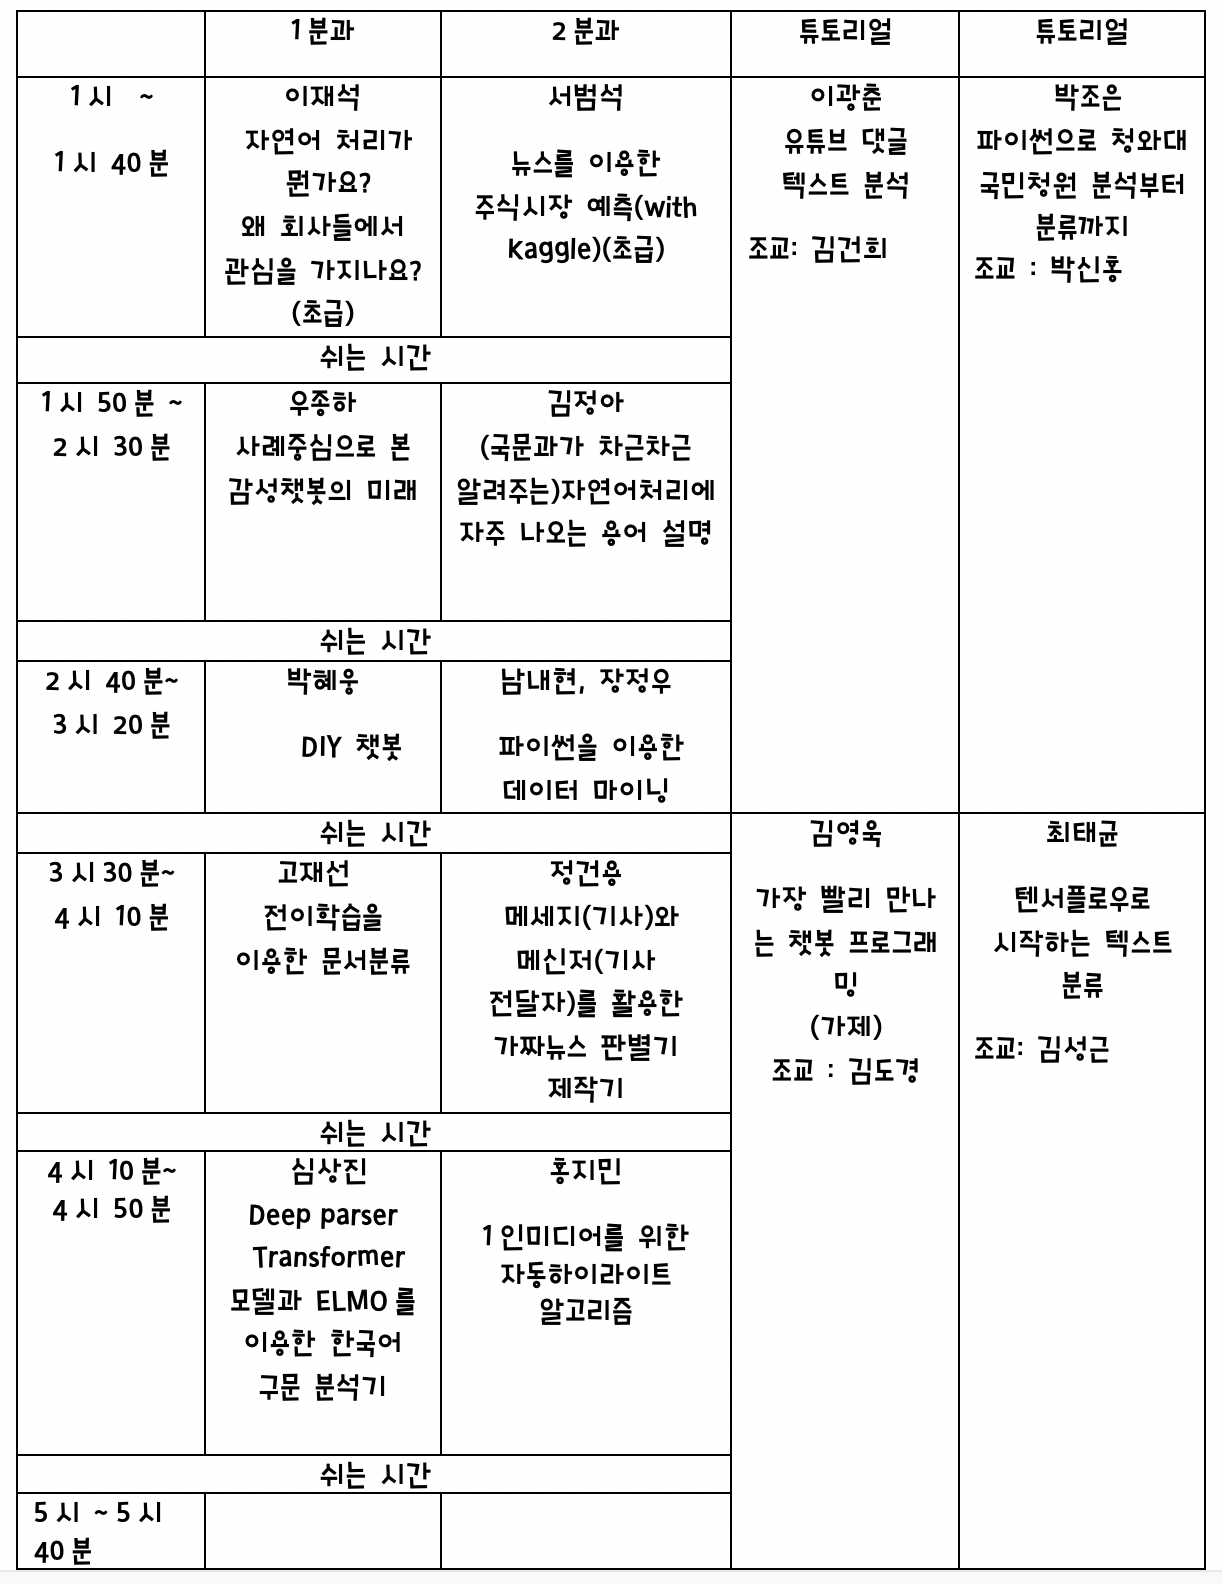 1분과
2 분과
튜토리얼
튜토리얼
1시 ~
1시 40분
이재석
자연어 처리가
뭔가요?
왜 회사들에서
관심을 가지나요?
(초급)
서범석
뉴스를 이용한
주식시장 예측(with
Kaggle)(초급)
이광춘
유튜브 댓글
텍스트 분석
조교: 김건희
박조은
파이썬으로 청와대
국민청원 분석부터
분류까지
조교 : 박신홍
쉬는 시간
1시 50분 ~
2시 30분
우종하
사례중심으로 본
감성챗봇의 미래
김정아
(국문과가 차근차근
알려주는)자연어처리에
자주 나오는 용어 설명
쉬는 시간
2시 40분~
3시 20분
박혜웅
DIY 챗봇
남내현, 장정우
파이썬을 이용한
데이터 마이닝
쉬는 시간
김영욱
가장 빨리 만나
는 챗봇 프로그래
밍
(가제)
조교 : 김도경
최태균
텐서플로우로
시작하는 텍스트
분류
조교: 김성근
3시30분~
4시 10분
고재선
전이학습을
이용한 문서분류
정건용
메세지(기사)와
메신저(기사
전달자)를 활용한
가짜뉴스 판별기
제작기
쉬는 시간
4시 10분~
4시 50분
심상진
Deep parser
Transformer
모델과 ELMO를
이용한 한국어
구문 분석기
홍지민
1인미디어를 위한
자동하이라이트
알고리즘
쉬는 시간
5시 ~ 5시
40분